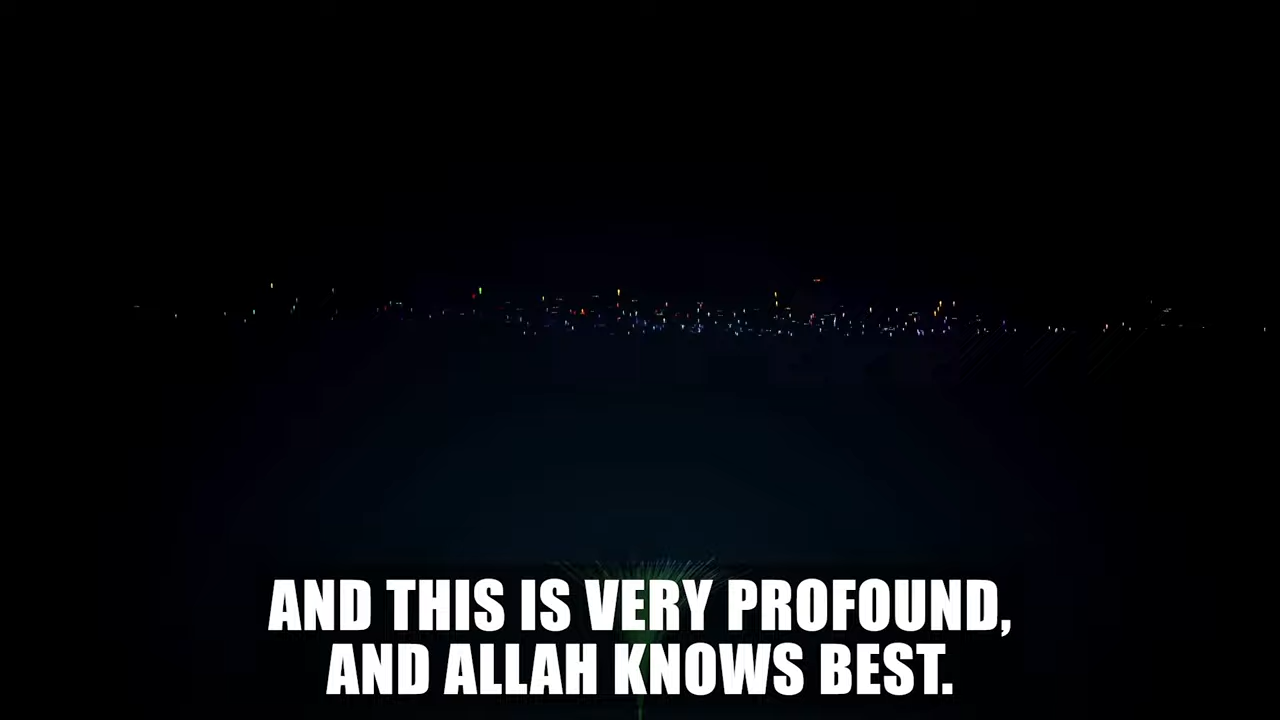 AND THIS IS VERY PROFOUND,
AND ALLAH KNOWS BEST.